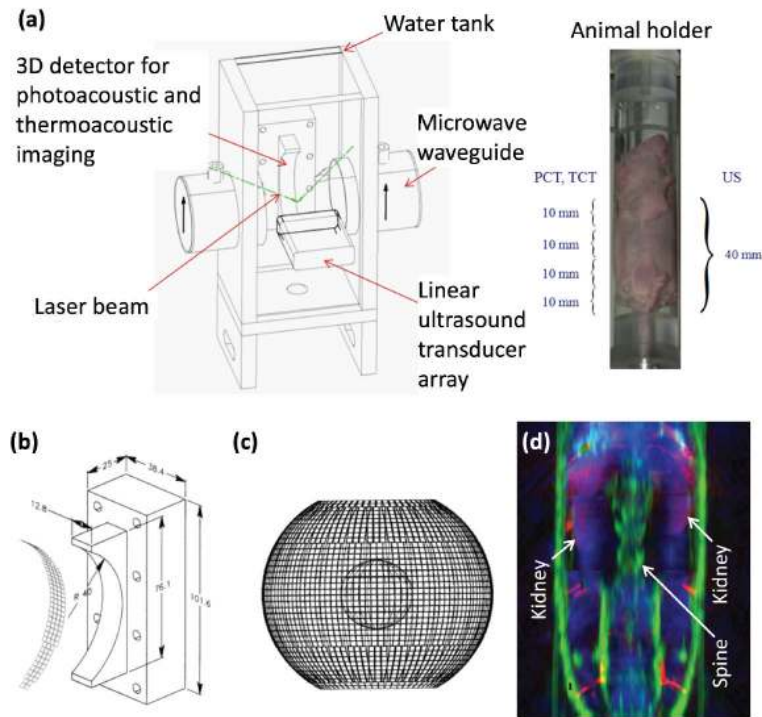 (a)
Water tank
3D detector for
photoacoustic and
thermoacoustic
imaging
Microwave
waveguide
Laser beam
Linear
ultrasound
transducer
array
Animal holder
PCT, TCT
US
10 mm
10 mm
10 mm
10 mm
40 mm
(b)
25
38.4
12.8
R 40
76.1
101.6
(c)
(d)
Kidney
Kidney
Spine